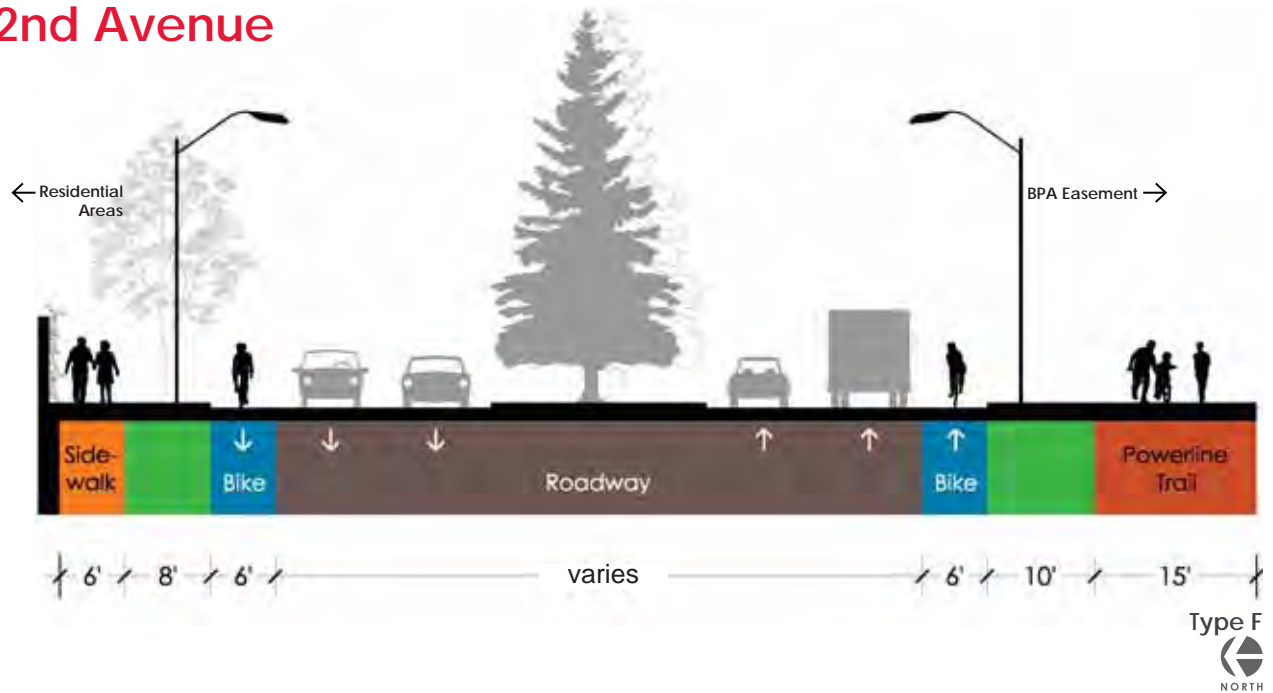 2nd Avenue
Residential
Areas
BPA Easement
Side-
walk
Bike
Roadway
Bike
Powerline
Trail
6'
8'
6'
varies
6'
10'
15'
Type F
NORTH